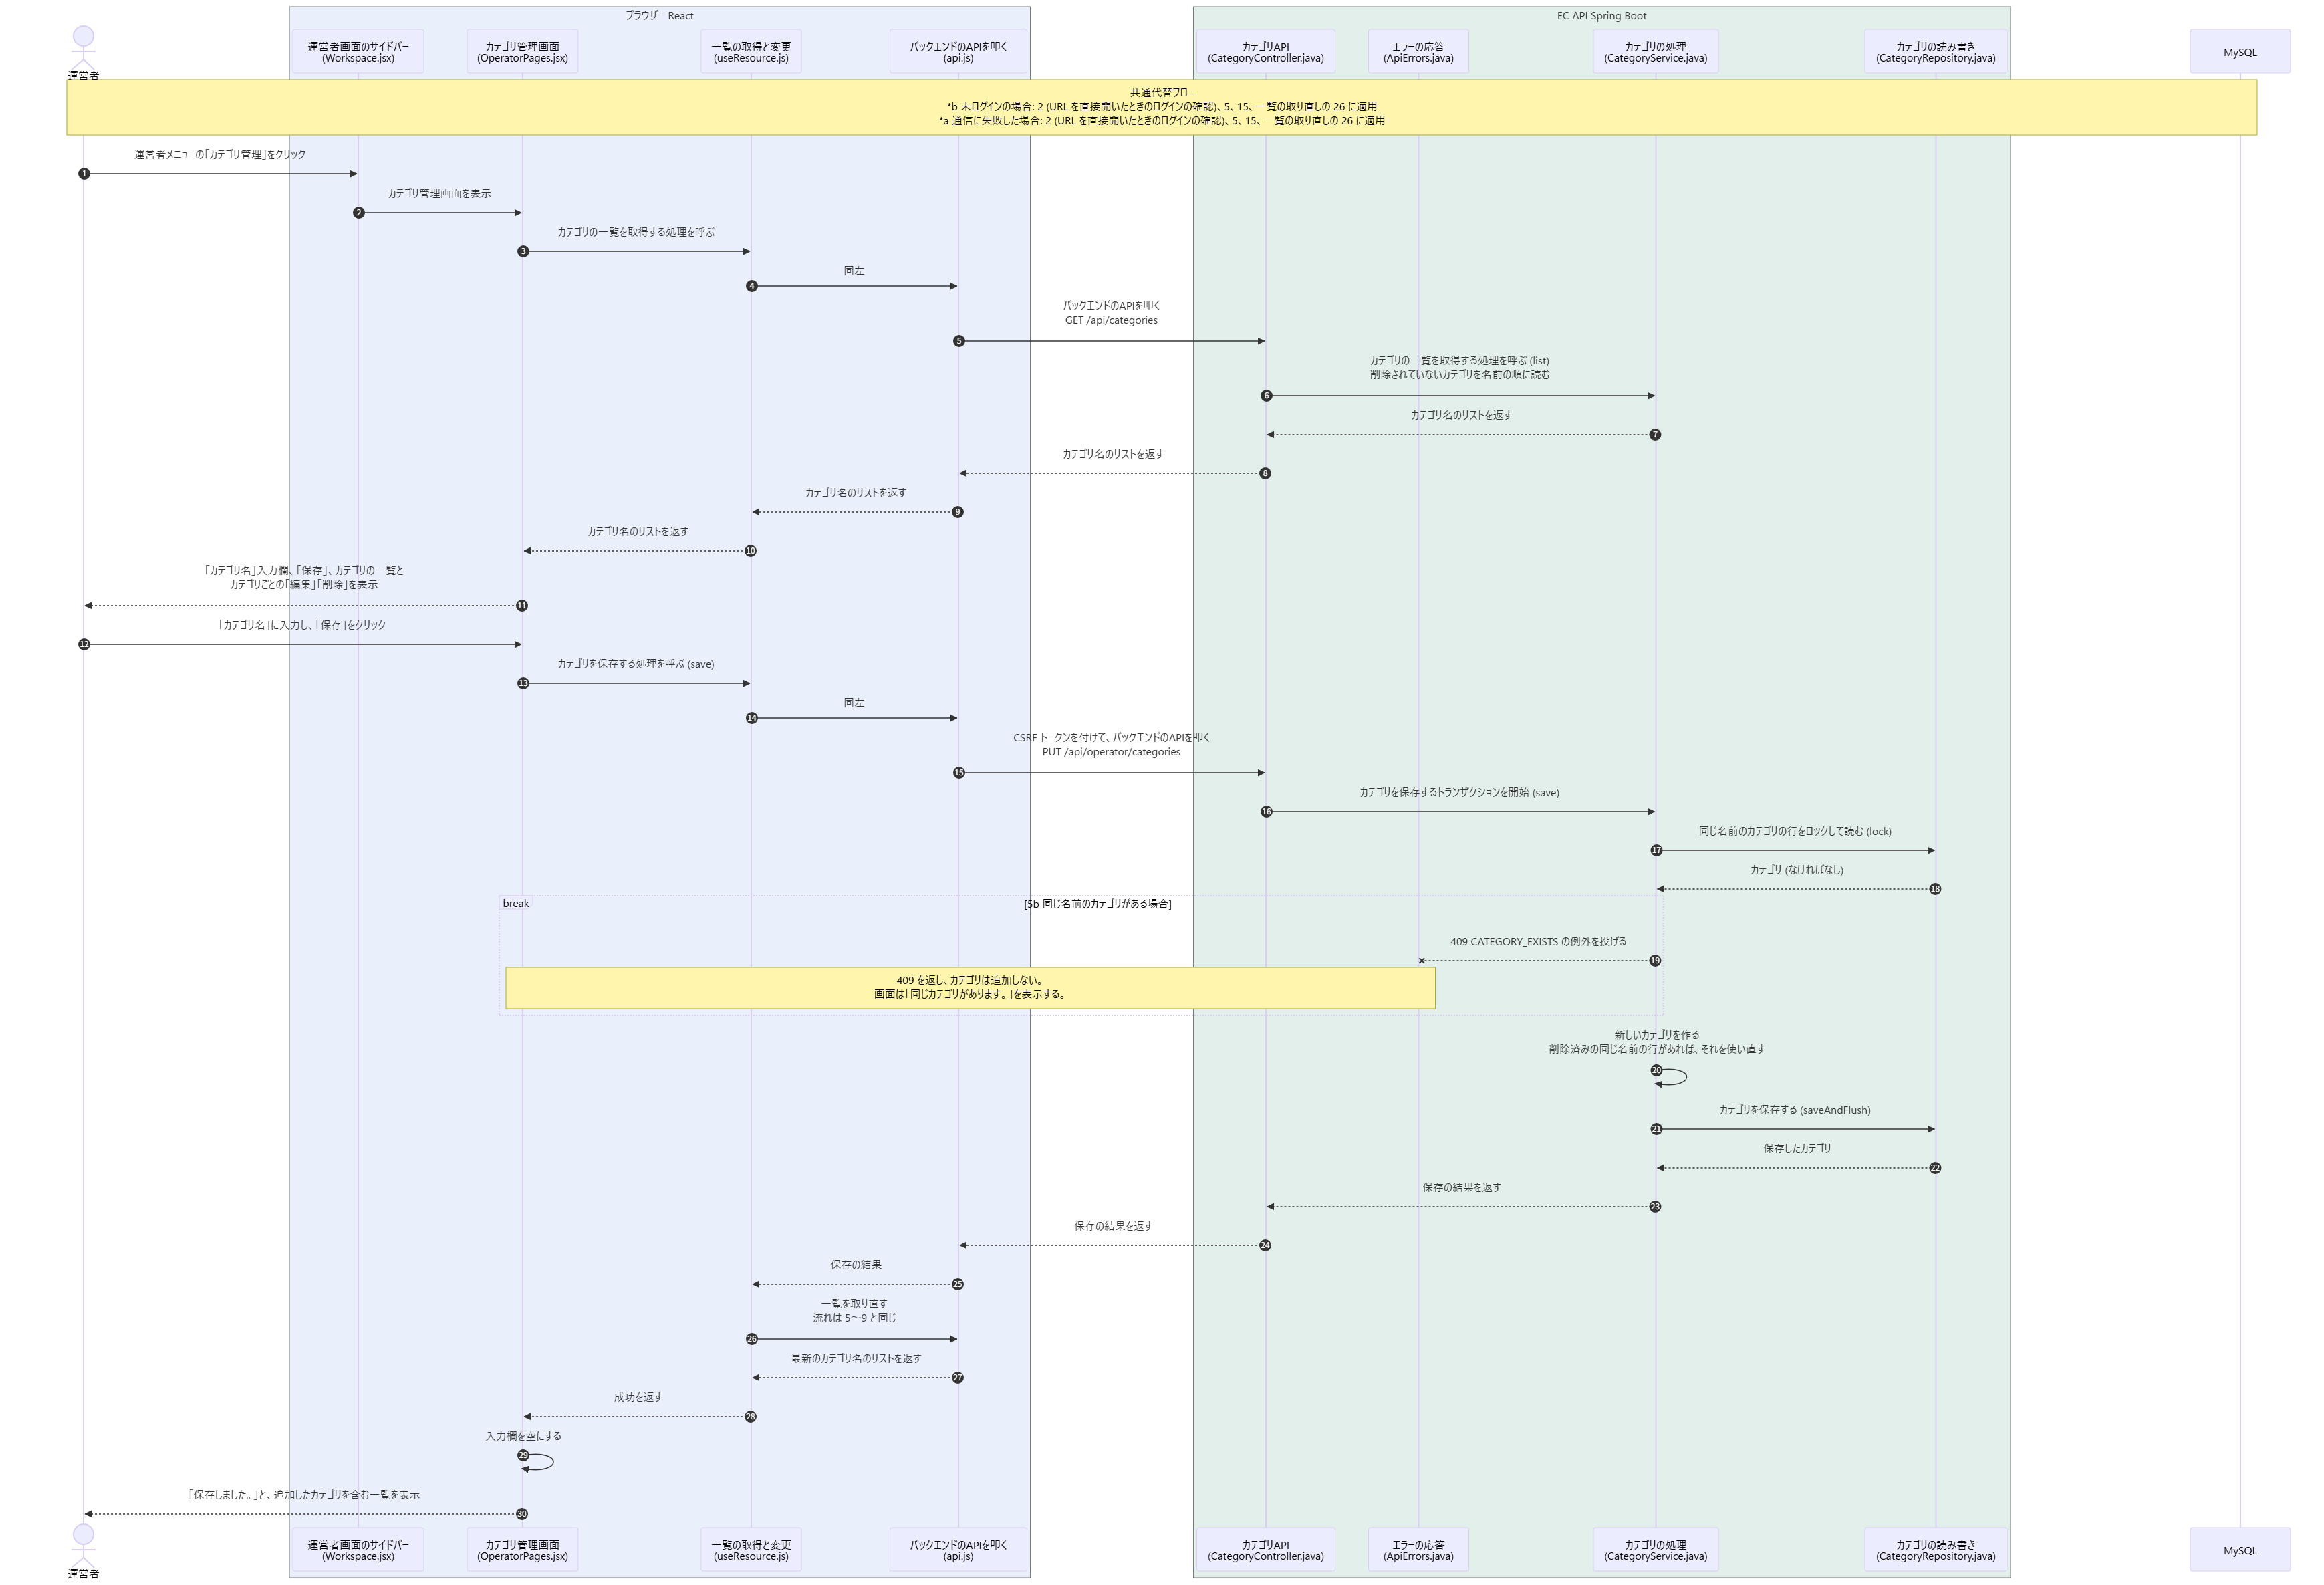 ブラウザー React
EC API Spring Boot
運営者
運営者画面のサイドバー
(Workspace.jsx)
カテゴリ管理画面
(OperatorPages.jsx)
一覧の取得と変更
(useResource.js)
バックエンドのAPIを叩く
(api.js)
カテゴリAPI
(CategoryController.java)
エラーの応答
(ApiErrors.java)
カテゴリの処理
(CategoryService.java)
カテゴリの読み書き
(CategoryRepository.java)
MySQL
共通代替フロー
*b 未ログインの場合: 2 (URL を直接開いたときのログインの確認)、5、15、一覧の取り直しの 26 に適用
*a 通信に失敗した場合: 2 (URL を直接開いたときのログインの確認)、5、15、一覧の取り直しの 26 に適用
運営者メニューの「カテゴリ管理」をクリック
1
カテゴリ管理画面を表示
2
カテゴリの一覧を取得する処理を呼ぶ
3
同左
4
バックエンドのAPIを叩く
GET /api/categories
5
カテゴリの一覧を取得する処理を呼ぶ (list)
削除されていないカテゴリを名前の順に読む
6
カテゴリ名のリストを返す
7
カテゴリ名のリストを返す
8
カテゴリ名のリストを返す
9
カテゴリ名のリストを返す
10
「カテゴリ名」入力欄、「保存」、カテゴリの一覧と
カテゴリごとの「編集」「削除」を表示
11
「カテゴリ名」に入力し、「保存」をクリック
12
カテゴリを保存する処理を呼ぶ (save)
13
同左
14
CSRF トークンを付けて、バックエンドのAPIを叩く
PUT /api/operator/categories
15
カテゴリを保存するトランザクションを開始 (save)
16
同じ名前のカテゴリの行をロックして読む (lock)
17
カテゴリ (なければなし)
18
break
[5b 同じ名前のカテゴリがある場合]
409 CATEGORY_EXISTS の例外を投げる
19
409 を返し、カテゴリは追加しない。
画面は「同じカテゴリがあります。」を表示する。
新しいカテゴリを作る
削除済みの同じ名前の行があれば、それを使い直す
20
カテゴリを保存する (saveAndFlush)
21
保存したカテゴリ
22
保存の結果を返す
23
保存の結果を返す
24
保存の結果
25
一覧を取り直す
流れは 5～9 と同じ
26
最新のカテゴリ名のリストを返す
27
成功を返す
28
入力欄を空にする
29
「保存しました。」と、追加したカテゴリを含む一覧を表示
30
運営者
運営者画面のサイドバー
(Workspace.jsx)
カテゴリ管理画面
(OperatorPages.jsx)
一覧の取得と変更
(useResource.js)
バックエンドのAPIを叩く
(api.js)
カテゴリAPI
(CategoryController.java)
エラーの応答
(ApiErrors.java)
カテゴリの処理
(CategoryService.java)
カテゴリの読み書き
(CategoryRepository.java)
MySQL